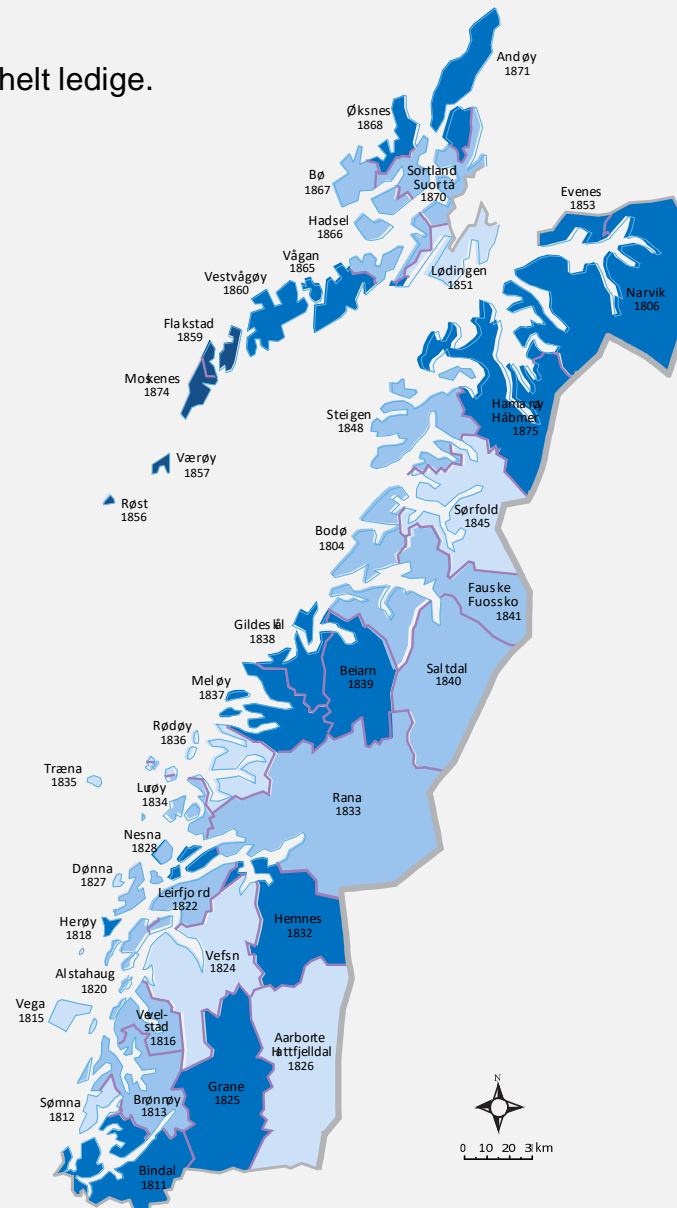 helt ledige.
Andøy
1871
Øksnes
1868
Bø
1867
Sortland
Suortá
1870
Hadsel
1866
Evenes
1853
Vågan
1865
Lødingen
1851
Vestvågøy
1860
Narvik
1806
Flakstad
1859
Moskenes
1874
Hamarøy
Hábmer
1875
Steigen
1848
Værøy
1857
Røst
1856
Sørfold
1845
Bodø
1804
Fauske
Fuossko
1841
Gildeskål
1838
Beiarn
1839
Saltdal
1840
Meløy
1837
Rødøy
1836
Træna
1835
Lurøy
1834
Rana
1833
Nesna
1828
Dønna
1827
Leirfjord
1822
Herøy
1818
Hemnes
1832
Vefsn
1824
Alstahaug
1820
Vega
1815
Vevel-
stad
1816
Aarborte
Hattfjelldal
1826
Grane
1825
Sømna
1812
Brønnøy
1813
Bindal
1811
N
0 10 20 30 km